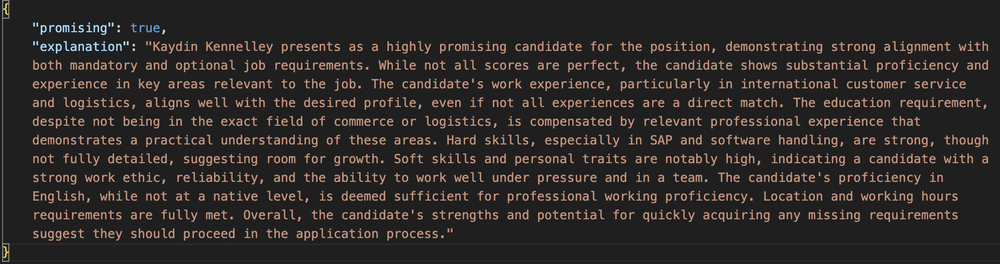 {
"promising": true,
"explanation": "Kaydin Kennelley presents as a highly promising candidate for the position, demonstrating strong alignment with
both mandatory and optional job requirements. While not all scores are perfect, the candidate shows substantial proficiency and
experience in key areas relevant to the job. The candidate's work experience, particularly in international customer service
and logistics, aligns well with the desired profile, even if not all experiences are a direct match. The education requirement,
despite not being in the exact field of commerce or logistics, is compensated by relevant professional experience that
demonstrates a practical understanding of these areas. Hard skills, especially in SAP and software handling, are strong, though
not fully detailed, suggesting room for growth. Soft skills and personal traits are notably high, indicating a candidate with a
strong work ethic, reliability, and the ability to work well under pressure and in a team. The candidate's proficiency in
English, while not at a native level, is deemed sufficient for professional working proficiency. Location and working hours
requirements are fully met. Overall, the candidate's strengths and potential for quickly acquiring any missing requirements
suggest they should proceed in the application process."
}